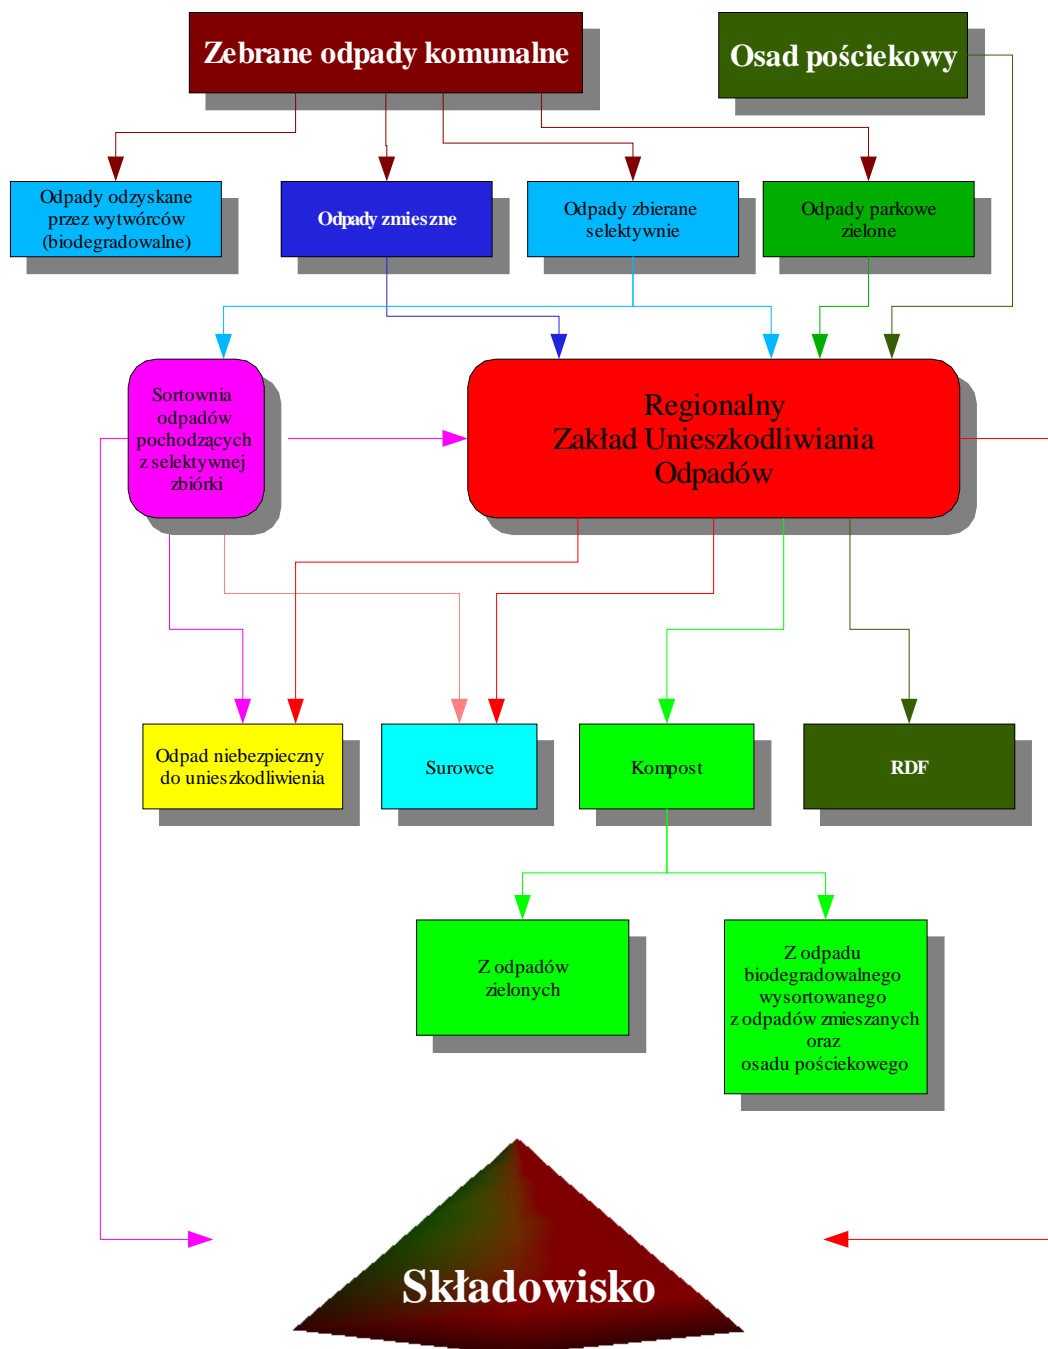 Zebrane odpady komunalne
Osad pościekowy
Odpady odzyskane
przez wytwórców
(biodegradowalne)
Odpady zmieszne
Odpady zbierane
selektywnie
Odpady parkowe
zielone
Sortownia
odpadów
pochodzących
z selektywnej
zbiórki
Regionalny
Zakład Unieszkodliwiania
Odpadów
Odpad niebezpieczny
do unieszkodliwienia
Surowce
Kompost
RDF
Z odpadów
zielonych
Z odpadu
biodegradowalnego
wysortowanego
z odpadów zmieszanych
oraz
osadu pościekowego
Składowisko